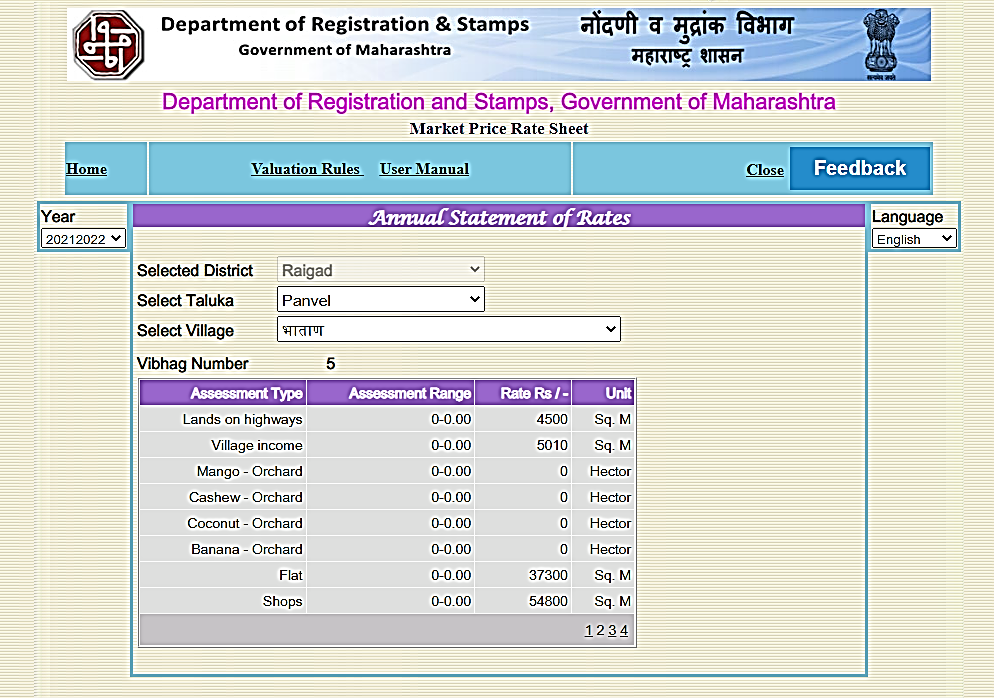 Department of Registration & Stamps
Government of Maharashtra
नोंदणी व मुद्रांक विभाग
महाराष्ट्र शासन
Department of Registration and Stamps, Government of Maharashtra
Market Price Rate Sheet
Home Valuation Rules User Manual Close Feedback
Year Annual Statement of Rates Language
20212022 English
Selected District Raigad
Select Taluka Panvel
Select Village भाताण
Vibhag Number 5
Assessment Type Assessment Range Rate Rs / - Unit
Lands on highways 0-0.00 4500 Sq. M
Village income 0-0.00 5010 Sq. M
Mango - Orchard 0-0.00 0 Hector
Cashew - Orchard 0-0.00 0 Hector
Coconut - Orchard 0-0.00 0 Hector
Banana - Orchard 0-0.00 0 Hector
Flat 0-0.00 37300 Sq. M
Shops 0-0.00 54800 Sq. M
1 2 3 4